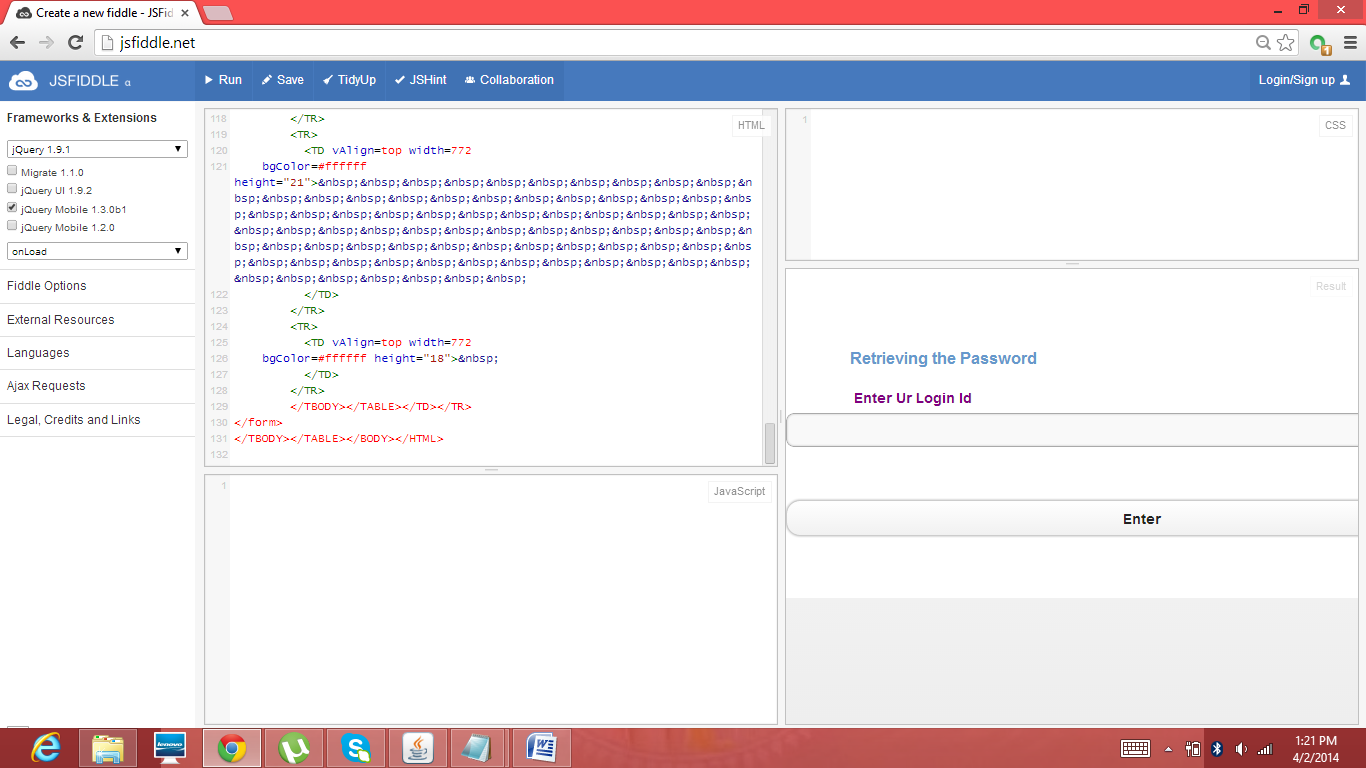 Create a new fiddle - JSFid
jsfiddle.net
1
JSFIDDLE α
Run
Save
TidyUp
JSHint
Collaboration
Login/Sign up
Frameworks & Extensions
jQuery 1.9.1
Migrate 1.1.0
jQuery UI 1.9.2
jQuery Mobile 1.3.0b1
jQuery Mobile 1.2.0
onLoad
Fiddle Options
External Resources
Languages
Ajax Requests
Legal, Credits and Links
HTML
118 </TR>
119 <TR>
120 <TD vAlign=top width=772
121 bgColor=#ffffff
height="21">&nbsp;&nbsp;&nbsp;&nbsp;&nbsp;&nbsp;&nbsp;&nbsp;&nbsp;&nbsp;&n
bsp;&nbsp;&nbsp;&nbsp;&nbsp;&nbsp;&nbsp;&nbsp;&nbsp;&nbsp;&nbsp;&nbsp;&nbs
p;&nbsp;&nbsp;&nbsp;&nbsp;&nbsp;&nbsp;&nbsp;&nbsp;&nbsp;&nbsp;&nbsp;&nbsp;
&nbsp;&nbsp;&nbsp;&nbsp;&nbsp;&nbsp;&nbsp;&nbsp;&nbsp;&nbsp;&nbsp;&nbsp;&n
bsp;&nbsp;&nbsp;&nbsp;&nbsp;&nbsp;&nbsp;&nbsp;&nbsp;&nbsp;&nbsp;&nbsp;&nbs
p;&nbsp;&nbsp;&nbsp;&nbsp;&nbsp;&nbsp;&nbsp;&nbsp;&nbsp;&nbsp;&nbsp;&nbsp;
&nbsp;&nbsp;&nbsp;&nbsp;&nbsp;&nbsp;&nbsp;
122 </TD>
123 </TR>
124 <TR>
125 <TD vAlign=top width=772
126 bgColor=#ffffff height="18">&nbsp;
127 </TD>
128 </TR>
129 </TBODY></TABLE></TD></TR>
130 </form>
131 </TBODY></TABLE></BODY></HTML>
132
1
CSS
1
JavaScript
Result
Retrieving the Password
Enter Ur Login Id
Enter
lenovo
1:21 PM
4/2/2014